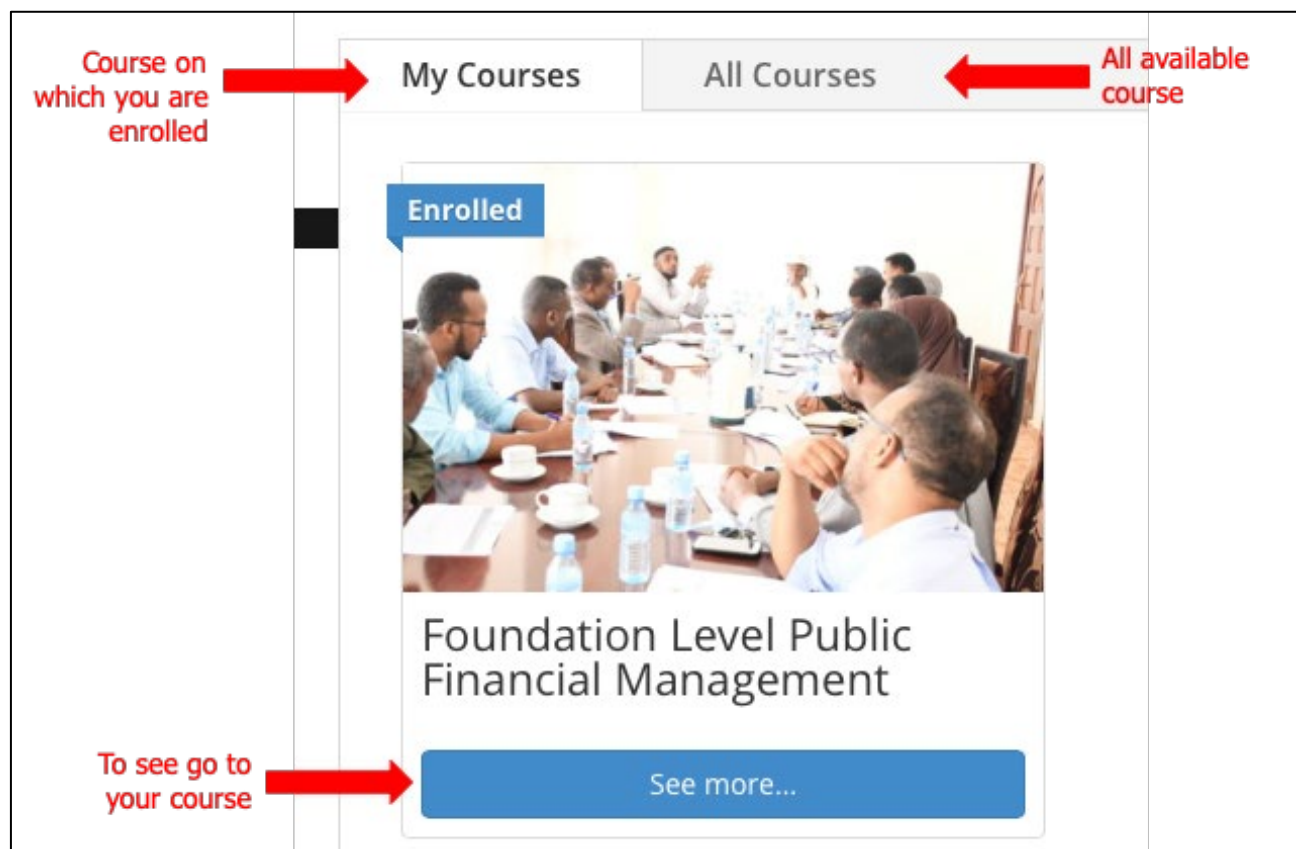 Course on
which you are
enrolled
My Courses
All Courses
All available
course
Enrolled
Foundation Level Public
Financial Management
To see go to
your course
See more...